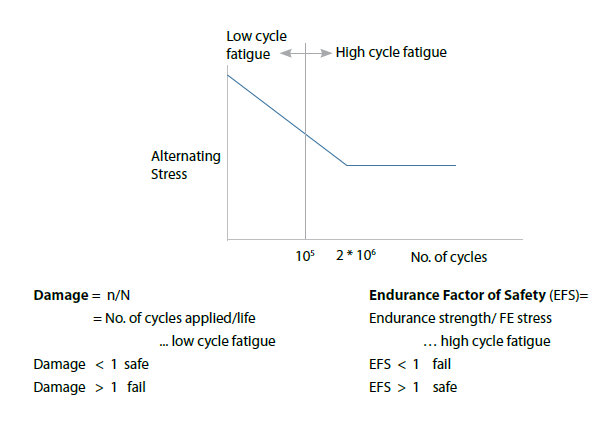 Low cycle
fatigue
High cycle fatigue
Alternating
Stress
10⁵
2 * 10⁶
No. of cycles
Damage = n/N
= No. of cycles applied/life
... low cycle fatigue
Damage < 1 safe
Damage > 1 fail
Endurance Factor of Safety (EFS)=
Endurance strength/ FE stress
... high cycle fatigue
EFS < 1 fail
EFS > 1 safe